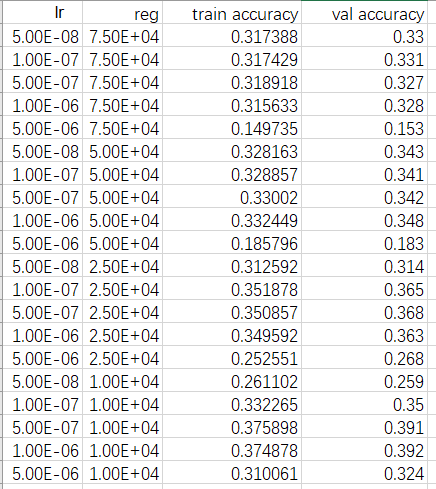 lr reg train accuracy val accuracy
5.00E-08 7.50E+04 0.317388 0.33
1.00E-07 7.50E+04 0.317429 0.331
5.00E-07 7.50E+04 0.318918 0.327
1.00E-06 7.50E+04 0.315633 0.328
5.00E-06 7.50E+04 0.149735 0.153
5.00E-08 5.00E+04 0.328163 0.343
1.00E-07 5.00E+04 0.328857 0.341
5.00E-07 5.00E+04 0.33002 0.342
1.00E-06 5.00E+04 0.332449 0.348
5.00E-06 5.00E+04 0.185796 0.183
5.00E-08 2.50E+04 0.312592 0.314
1.00E-07 2.50E+04 0.351878 0.365
5.00E-07 2.50E+04 0.350857 0.368
1.00E-06 2.50E+04 0.349592 0.363
5.00E-06 2.50E+04 0.252551 0.268
5.00E-08 1.00E+04 0.261102 0.259
1.00E-07 1.00E+04 0.332265 0.35
5.00E-07 1.00E+04 0.375898 0.391
1.00E-06 1.00E+04 0.374878 0.392
5.00E-06 1.00E+04 0.310061 0.324